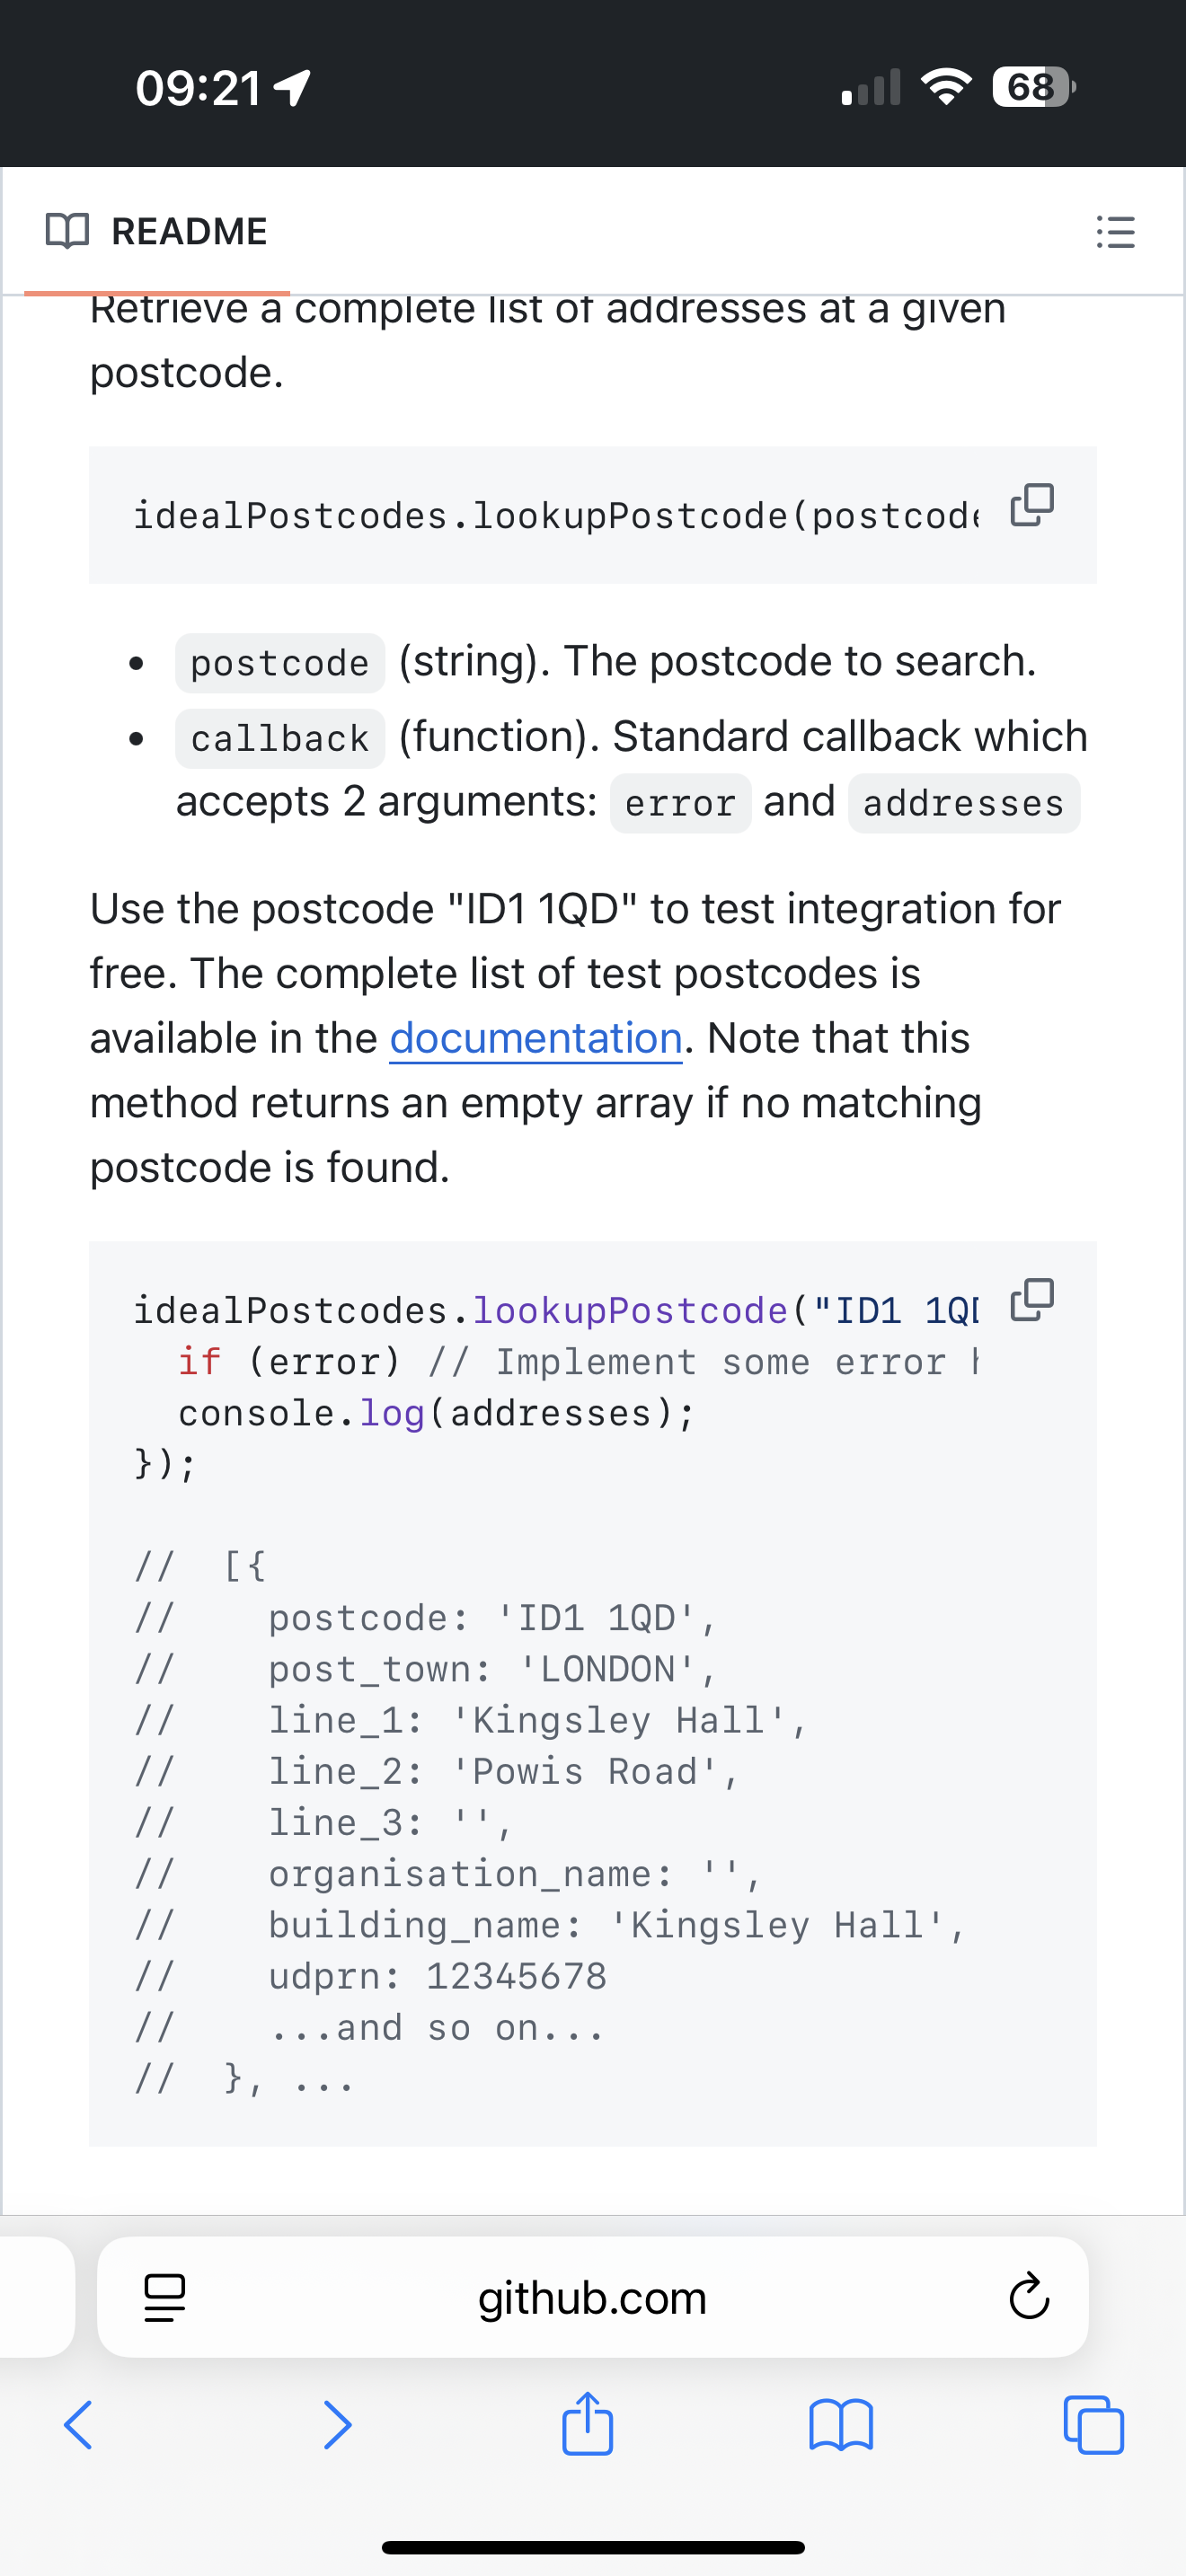 09:21
68
README
Retrieve a complete list of addresses at a given
postcode.
idealPostcodes.lookupPostcode(postcod
postcode (string). The postcode to search.
callback (function). Standard callback which
accepts 2 arguments: error and addresses
Use the postcode "ID1 1QD" to test integration for
free. The complete list of test postcodes is
available in the documentation. Note that this
method returns an empty array if no matching
postcode is found.
idealPostcodes.lookupPostcode("ID1 1Q
  if (error) // Implement some error
  console.log(addresses);
});
//  [{
//    postcode: 'ID1 1QD',
//    post_town: 'LONDON',
//    line_1: 'Kingsley Hall',
//    line_2: 'Powis Road',
//    line_3: '',
//    organisation_name: '',
//    building_name: 'Kingsley Hall',
//    udprn: 12345678
//    ...and so on...
//  }, ...
github.com